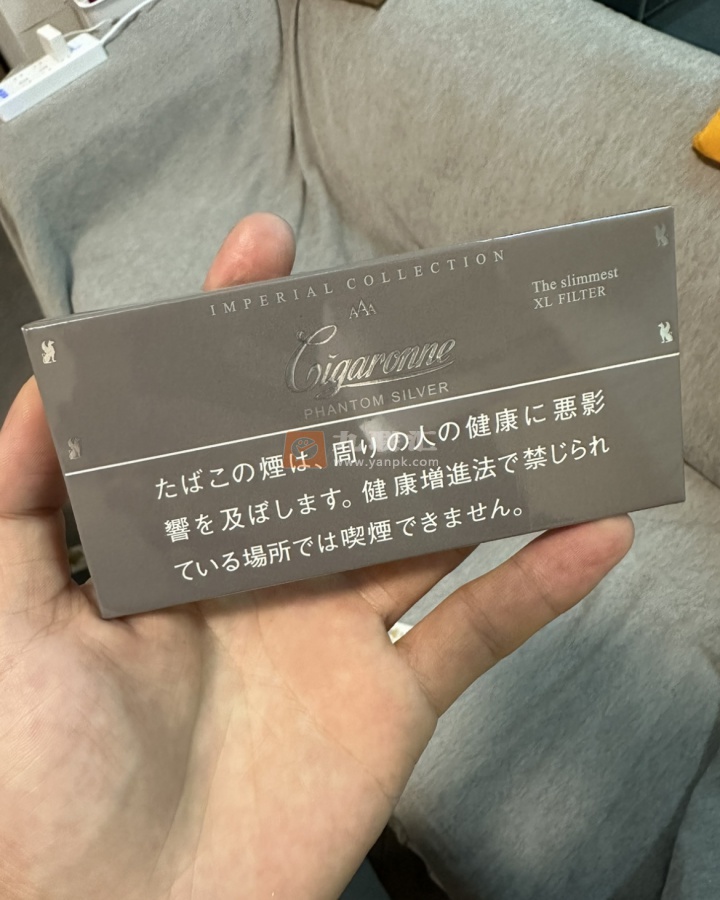 IMPERIAL COLLECTION
AAA
The slimmest
XL FILTER
Cigaronne
PHANTOM SILVER
たばこの煙は、周りの人の健康に悪影
響を及ぼします。健康増進法で禁じられ
ている場所では喫煙できません。
www.yanpk.com